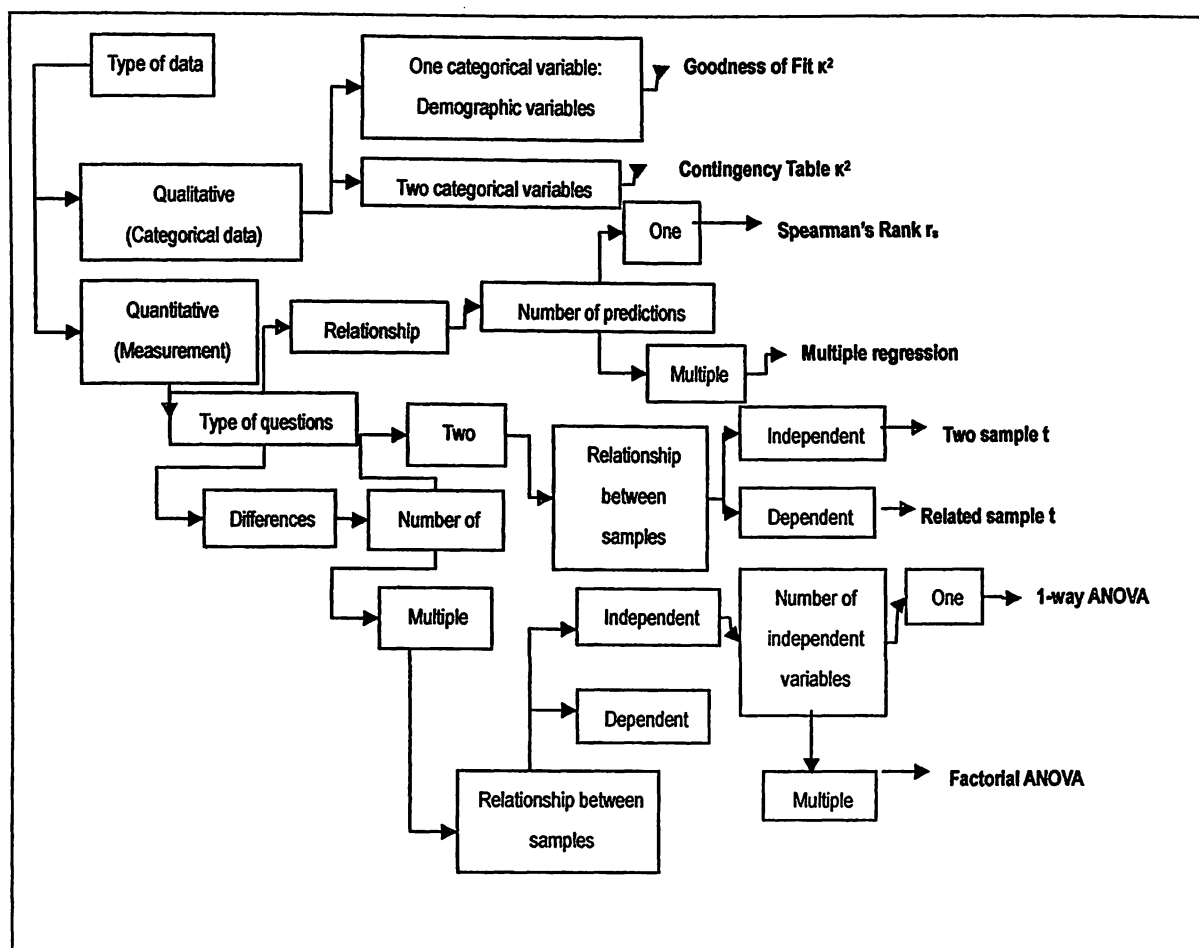 Type of data
One categorical variable:
Demographic variables
Goodness of Fit κ²
Qualitative
(Categorical data)
Two categorical variables
Contingency Table κ²
One
Spearman's Rank rₛ
Quantitative
(Measurement)
Relationship
Number of predictions
Multiple
Multiple regression
Type of questions
Two
Relationship
between
samples
Independent
Two sample t
Dependent
Related sample t
Differences
Number of
Multiple
Independent
Number of
independent
variables
One
1-way ANOVA
Dependent
Relationship between
samples
Multiple
Factorial ANOVA